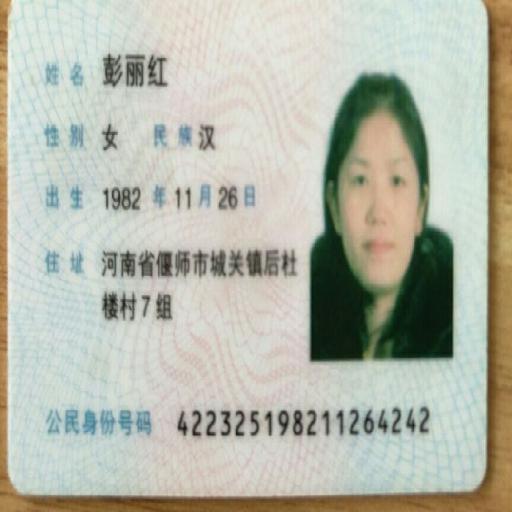 姓名 彭丽红
性别 女 民族 汉
出生 1982 年 11 月 26 日
住址 河南省偃师市城关镇后杜
楼村7组
公民身份号码 422325198211264242